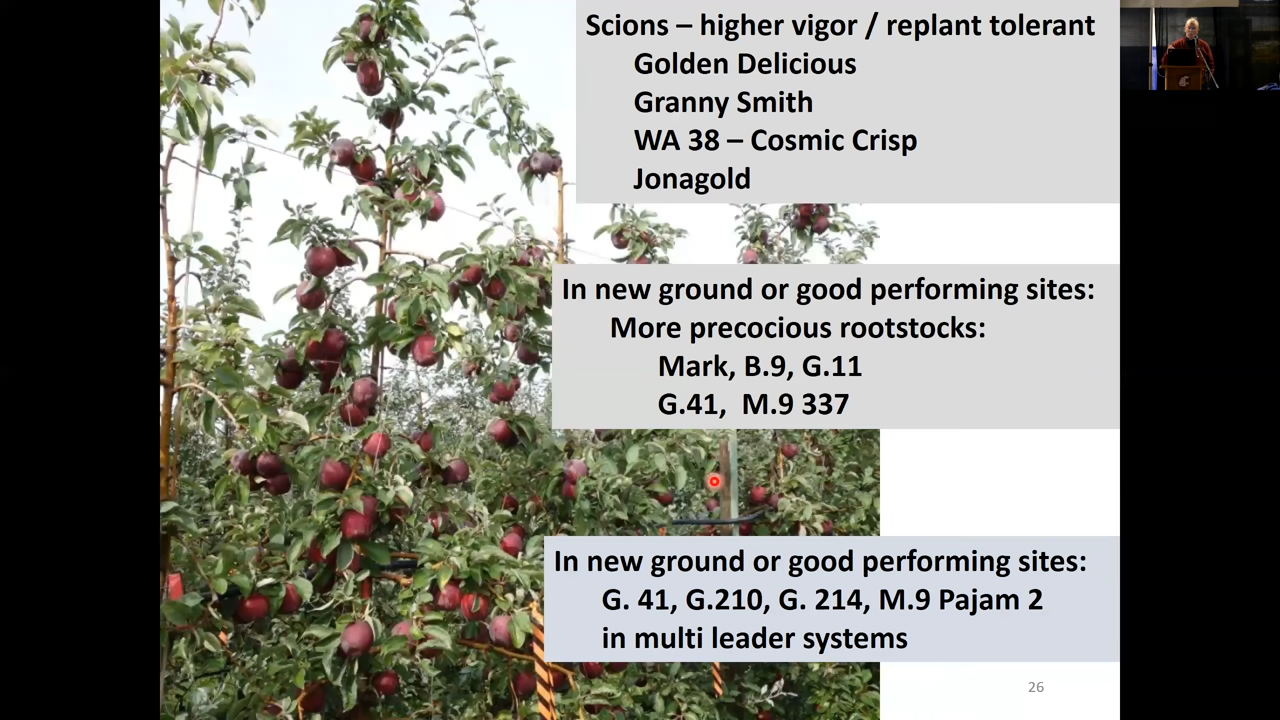 Scions – higher vigor / replant tolerant
Golden Delicious
Granny Smith
WA 38 – Cosmic Crisp
Jonagold
In new ground or good performing sites:
More precocious rootstocks:
Mark, B.9, G.11
G.41, M.9 337
In new ground or good performing sites:
G. 41, G.210, G. 214, M.9 Pajam 2
in multi leader systems
26